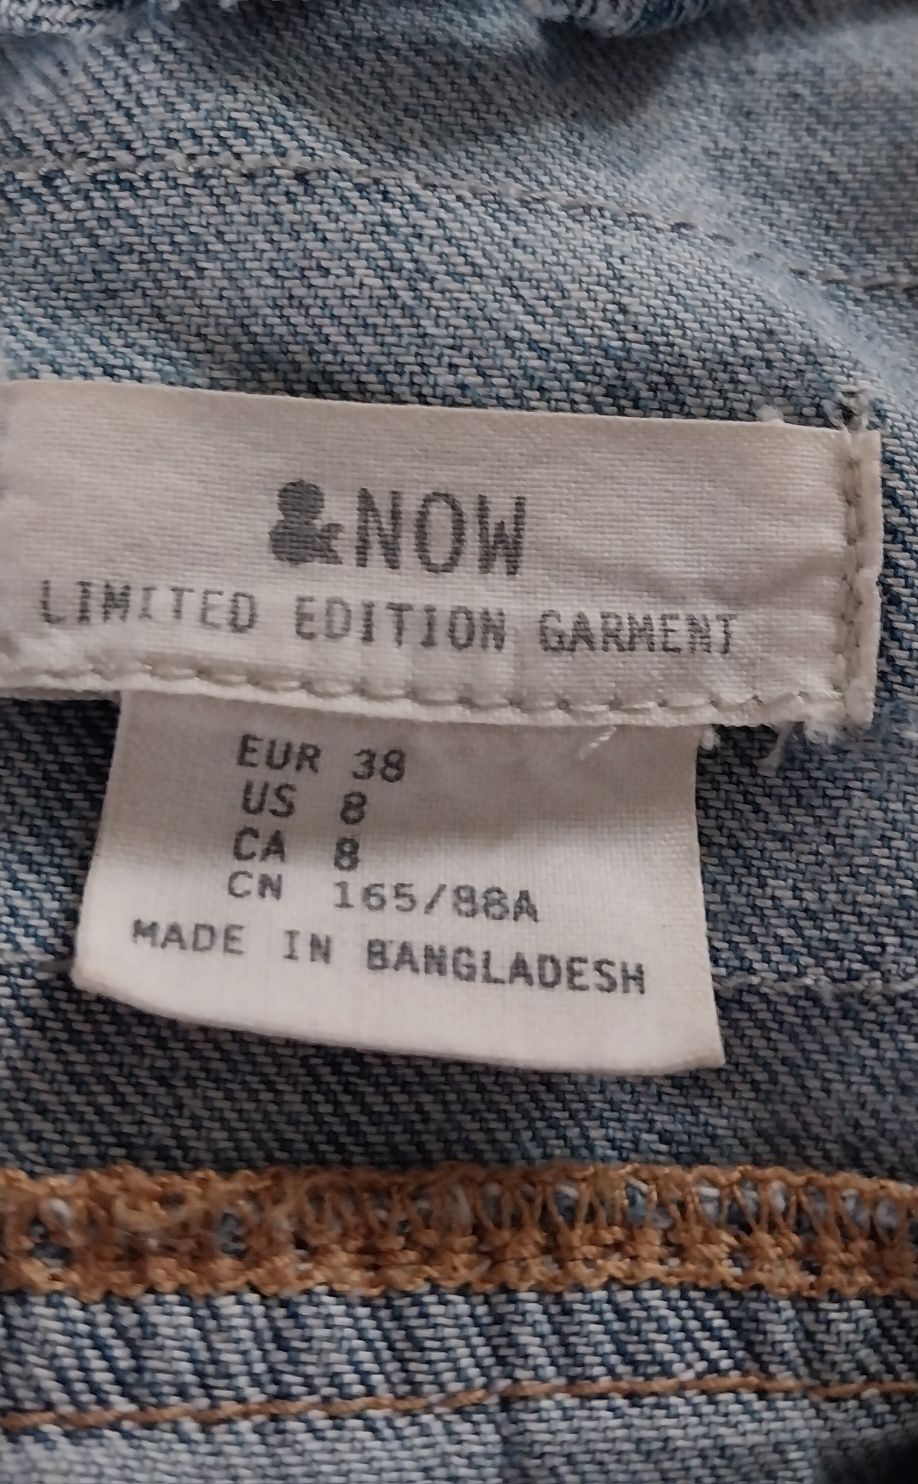 &NOW
LIMITED EDITION GARMENT
EUR 38
US 8
CA 8
CN 165/88A
MADE IN BANGLADESH